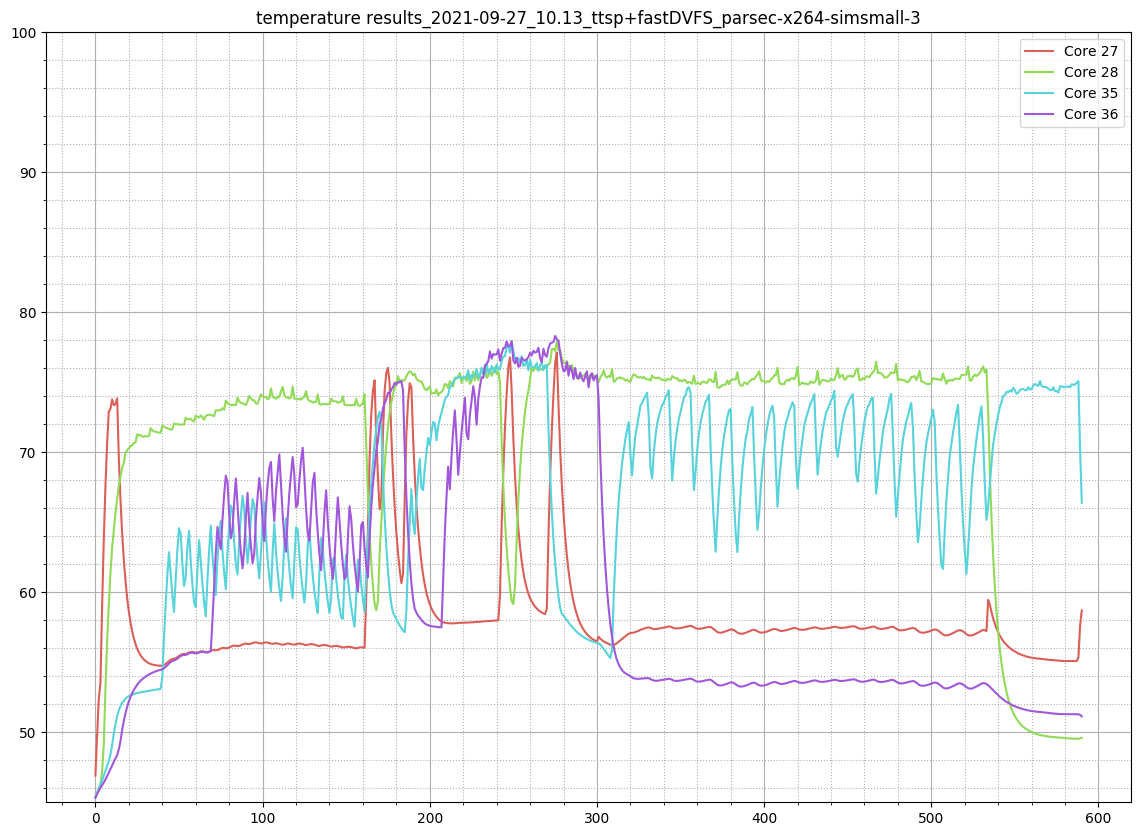 temperature results_2021-09-27_10.13_ttsp+fastDVFS_parsec-x264-simsmall-3
100
90
80
70
60
50
Core 27
Core 28
Core 35
Core 36
0 100 200 300 400 500 600